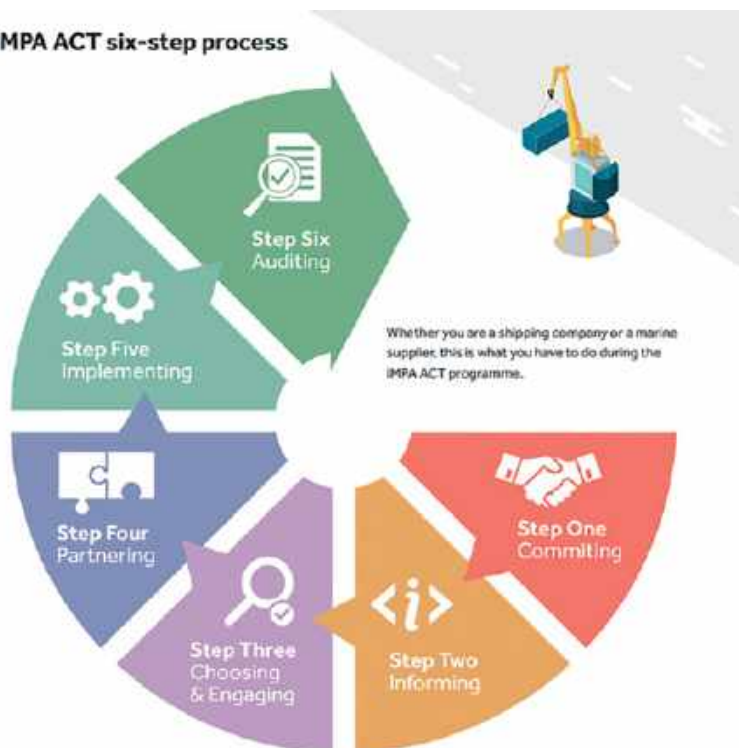 MPA ACT six-step process
Step Six
Auditing
Step Five
Implementing
Whether you are a shipping company or a marine
supplier, this is what you have to do during the
IMPA ACT programme.
Step Four
Partnering
Step One
Commiting
Step Three
Choosing
& Engaging
<i>
Step Two
Informing